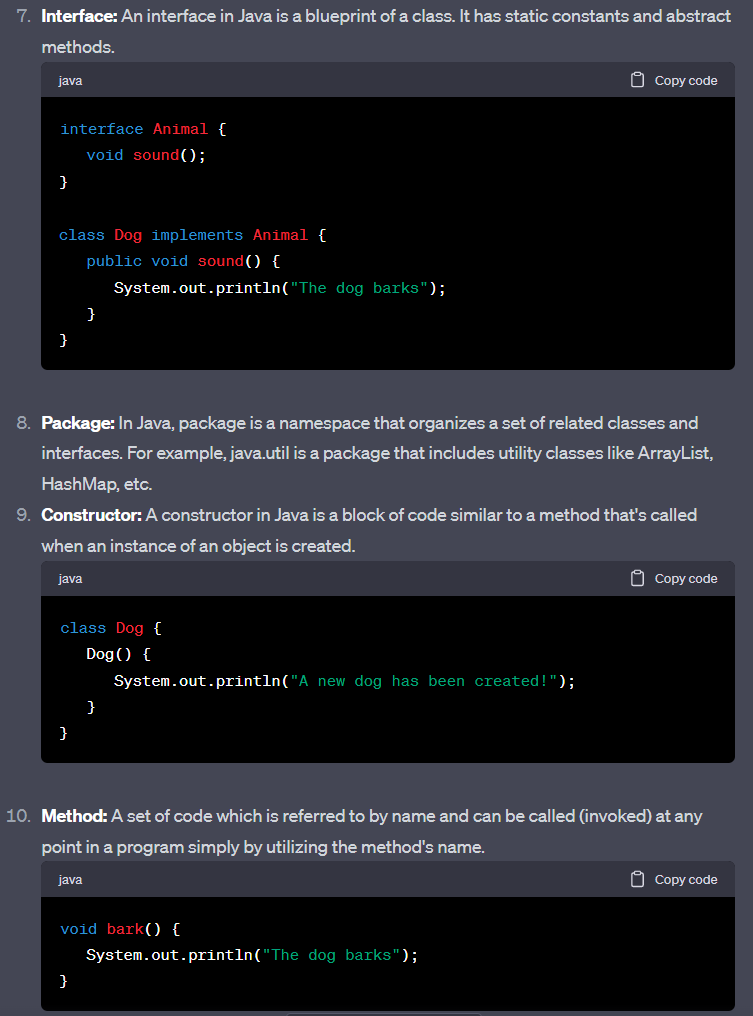 7. Interface: An interface in Java is a blueprint of a class. It has static constants and abstract
methods.
java Copy code
interface Animal {
void sound();
}
class Dog implements Animal {
public void sound() {
System.out.println("The dog barks");
}
}
8. Package: In Java, package is a namespace that organizes a set of related classes and
interfaces. For example, java.util is a package that includes utility classes like ArrayList,
HashMap, etc.
9. Constructor: A constructor in Java is a block of code similar to a method that's called
when an instance of an object is created.
java Copy code
class Dog {
Dog() {
System.out.println("A new dog has been created!");
}
}
10. Method: A set of code which is referred to by name and can be called (invoked) at any
point in a program simply by utilizing the method's name.
java Copy code
void bark() {
System.out.println("The dog barks");
}